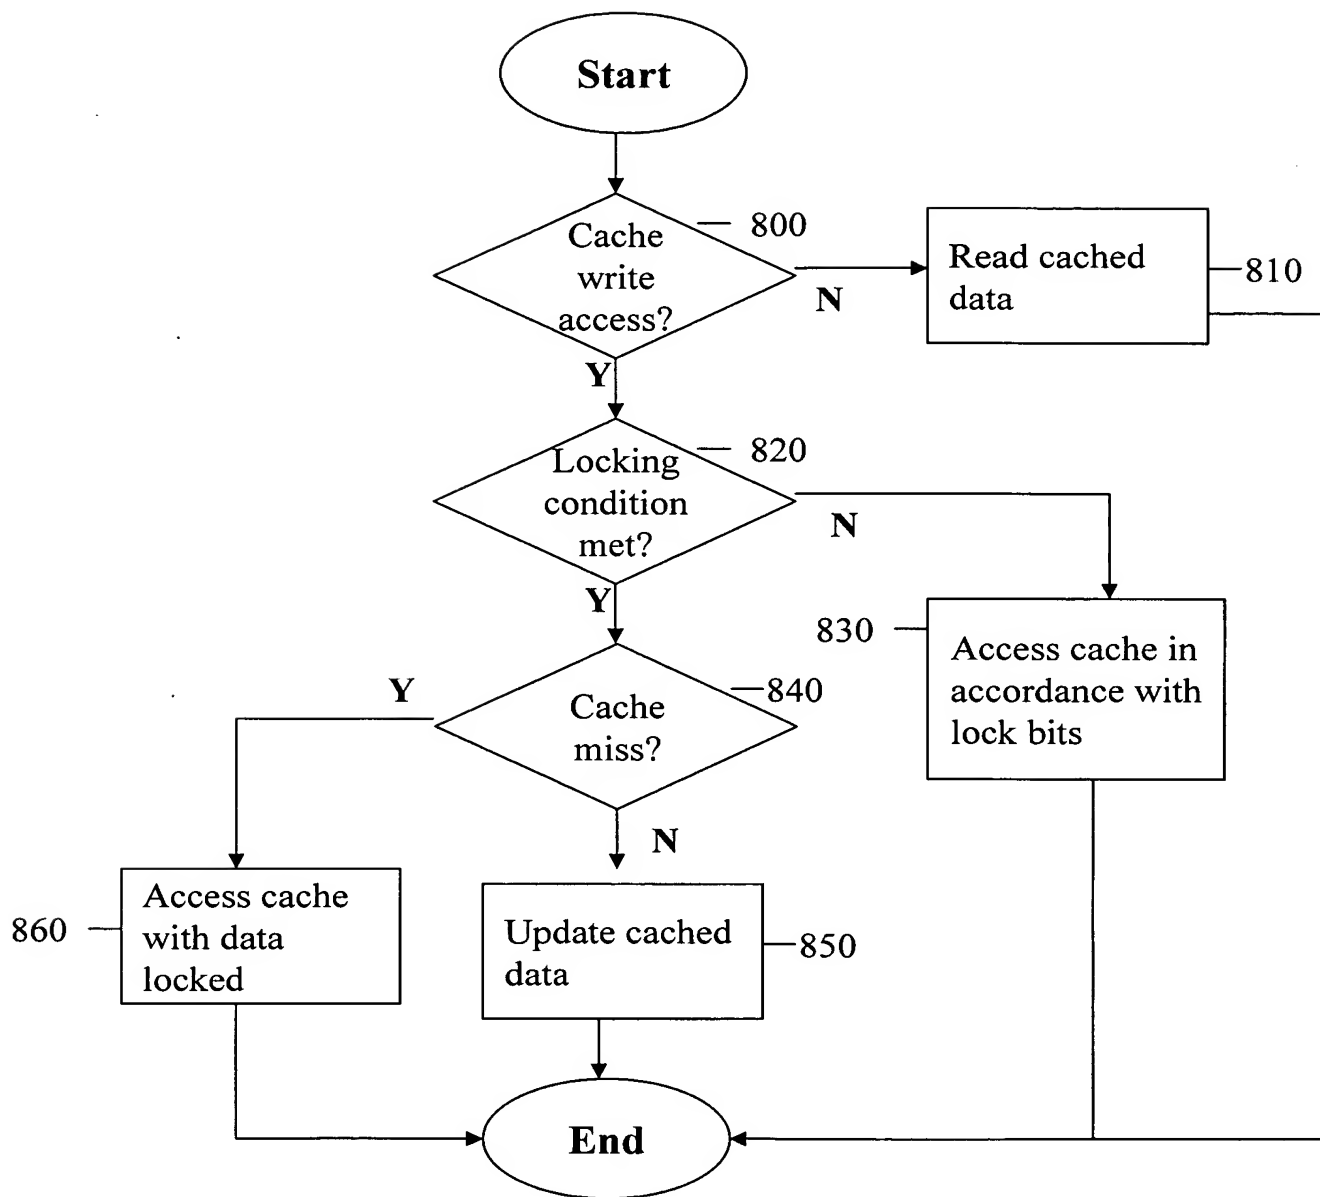 Start
800
Cache
write
access?
N
Read cached
data
810
Y
820
Locking
condition
met?
N
Y
830
Access cache in
accordance with
lock bits
Y
840
Cache
miss?
N
860
Access cache
with data
locked
Update cached
data
850
End